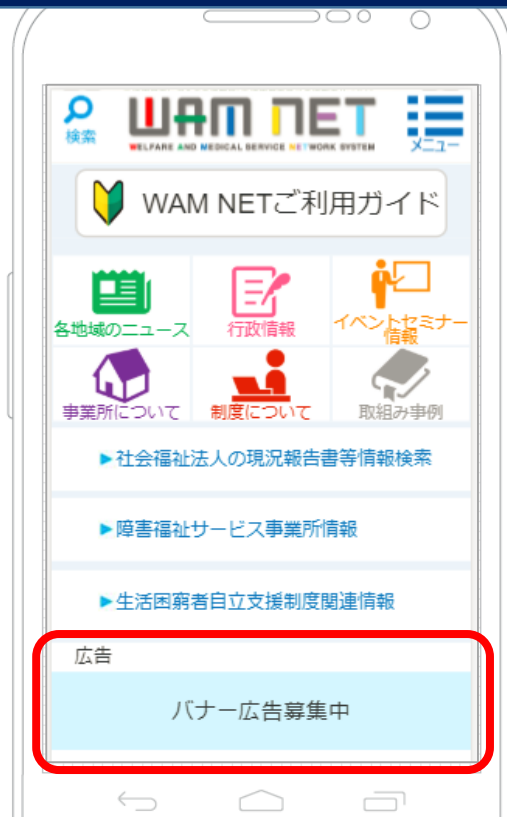 検索
WAM NET
メニュー
WELFARE AND MEDICAL SERVICE NETWORK SYSTEM
WAM NETご利用ガイド
各地域のニュース
行政情報
イベントセミナー
情報
事業所について
制度について
取組み事例
►社会福祉法人の現況報告書等情報検索
►障害福祉サービス事業所情報
►生活困窮者自立支援制度関連情報
広告
バナー広告募集中